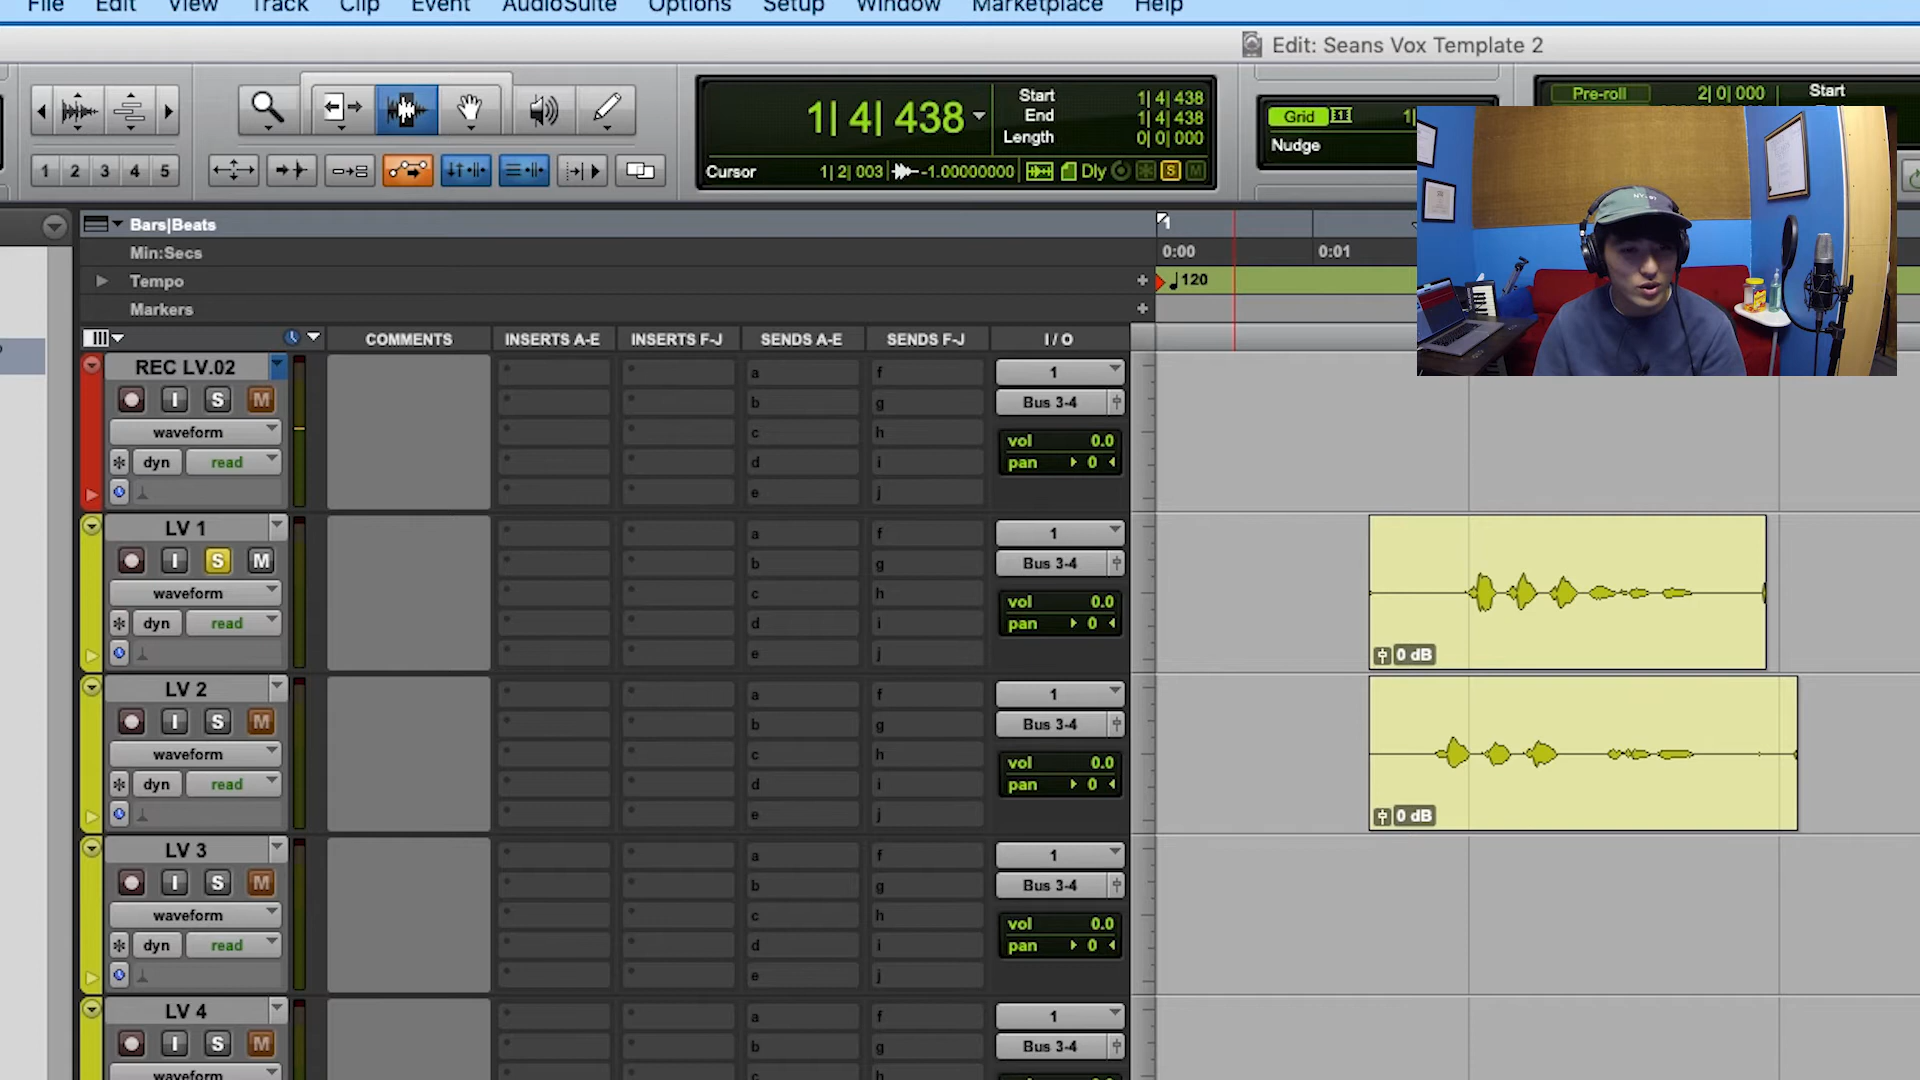 File Edit View Track Clip Event AudioSuite Options Setup Window Marketplace Help
Edit: Seans Vox Template 2
1| 4| 438
Start 1| 4| 438
End 1| 4| 438
Length 0| 0| 000
Cursor 1| 2| 003 -1.00000000 Dly S M
Grid 1|
Nudge
Pre-roll 2| 0| 000 Start
1 2 3 4 5
Bars|Beats 1
Min:Secs 0:00 0:01
Tempo + 120
Markers +
COMMENTS INSERTS A-E INSERTS F-J SENDS A-E SENDS F-J I / O
REC LV.02 a f 1
I S M b g Bus 3-4
waveform c h vol 0.0
dyn read d i pan 0
e j
LV 1 a f 1
I S M b g Bus 3-4
waveform c h vol 0.0
dyn read d i pan 0
e j 0 dB
LV 2 a f 1
I S M b g Bus 3-4
waveform c h vol 0.0
dyn read d i pan 0
e j 0 dB
LV 3 a f 1
I S M b g Bus 3-4
waveform c h vol 0.0
dyn read d i pan 0
e j
LV 4 a f 1
I S M b g Bus 3-4
waveform c h